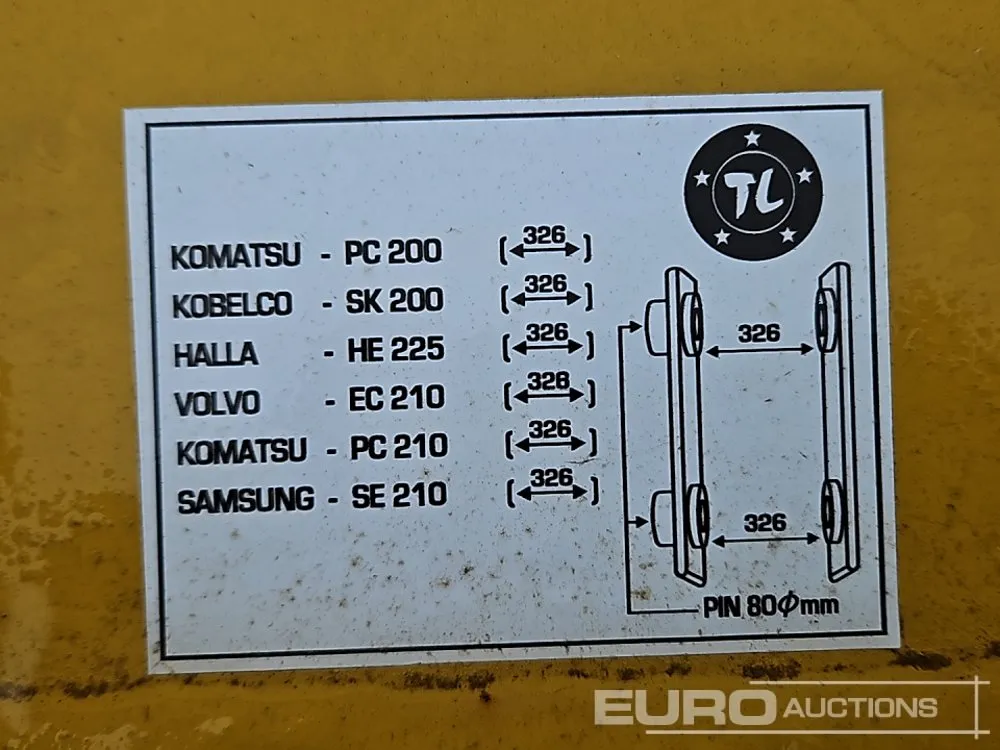 TL
KOMATSU - PC 200 [326]
KOBELCO - SK 200 [326]
HALLA - HE 225 [326]
VOLVO - EC 210 [326]
KOMATSU - PC 210 [326]
SAMSUNG - SE 210 [326]
326
326
PIN 80ϕmm
EURO AUCTIONS